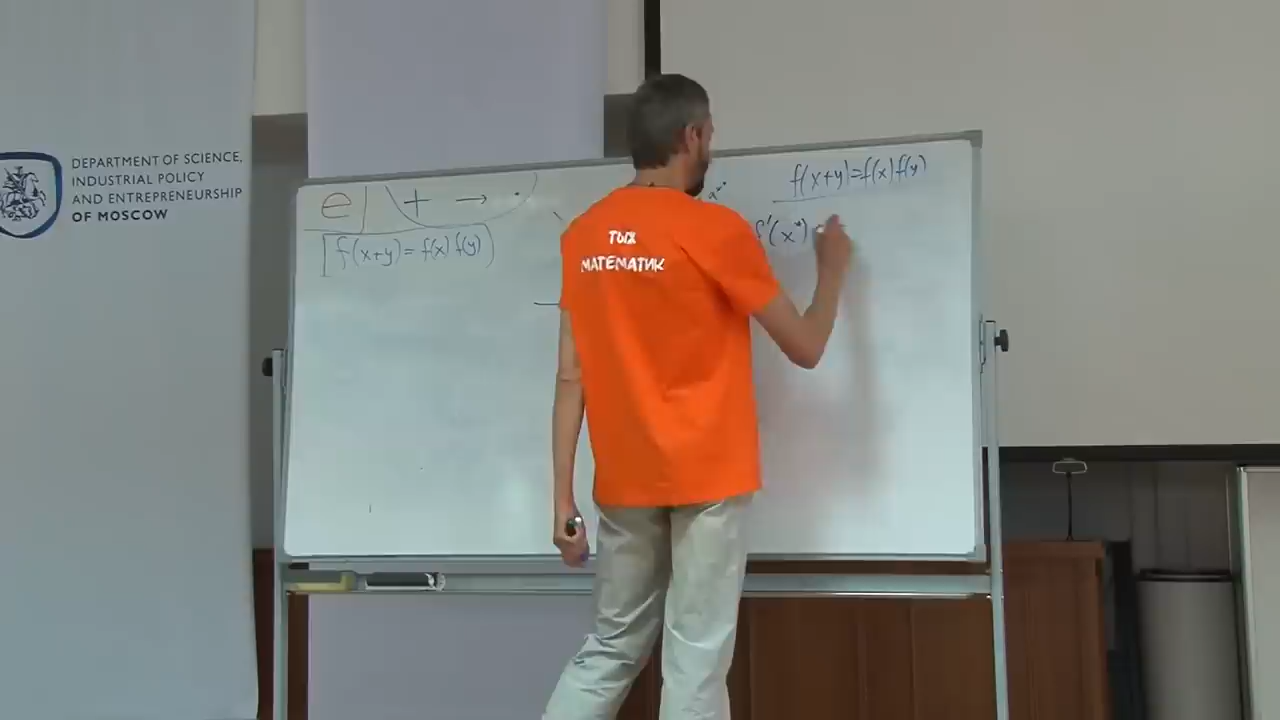 DEPARTMENT OF SCIENCE,
INDUSTRIAL POLICY
AND ENTREPRENEURSHIP
OF MOSCOW
e + → ·
f(x+y) = f(x) f(y)
ТЫЖ
МАТЕМАТИК
f(x+y)=f(x)f(y)
f'(x*)